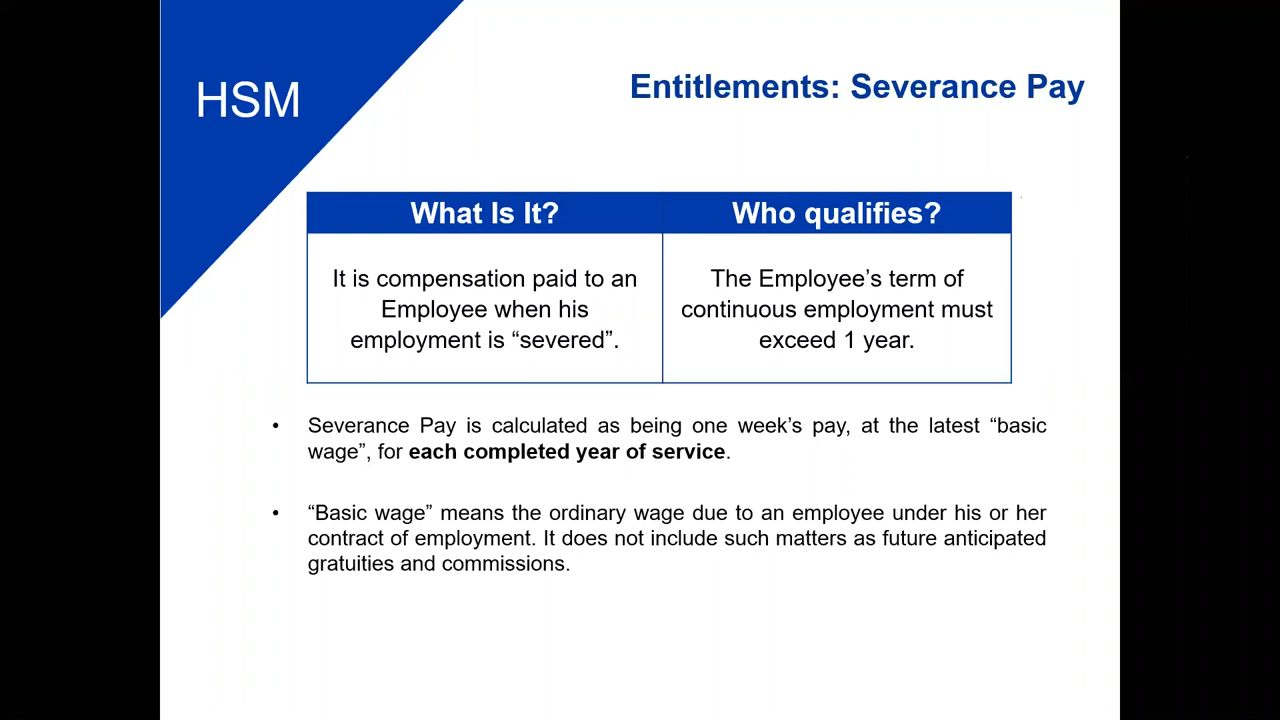 HSM
Entitlements: Severance Pay
What Is It?
Who qualifies?
It is compensation paid to an
Employee when his
employment is “severed”.
The Employee’s term of
continuous employment must
exceed 1 year.
• Severance Pay is calculated as being one week’s pay, at the latest “basic
wage”, for each completed year of service.
• “Basic wage” means the ordinary wage due to an employee under his or her
contract of employment. It does not include such matters as future anticipated
gratuities and commissions.